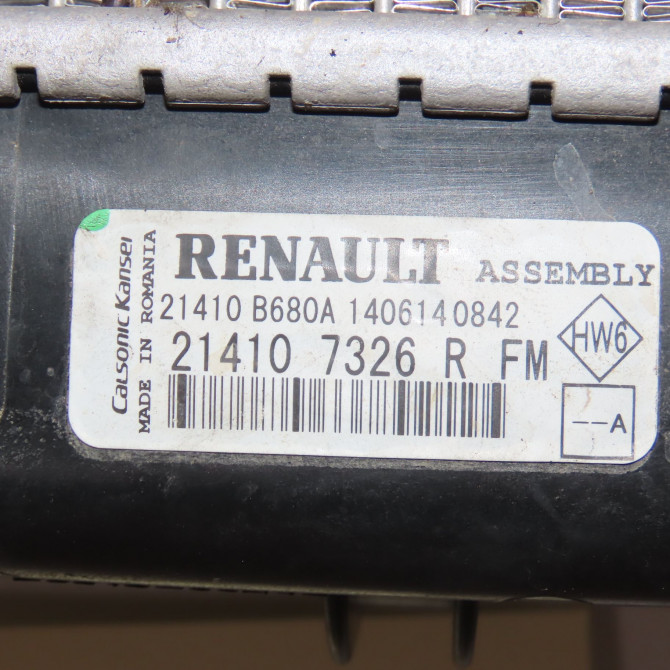 RENAULT ASSEMBLY
21410 B680A 1406140842
21410 7326 R FM
HW6
--A
Calsonic Kansei
MADE IN ROMANIA